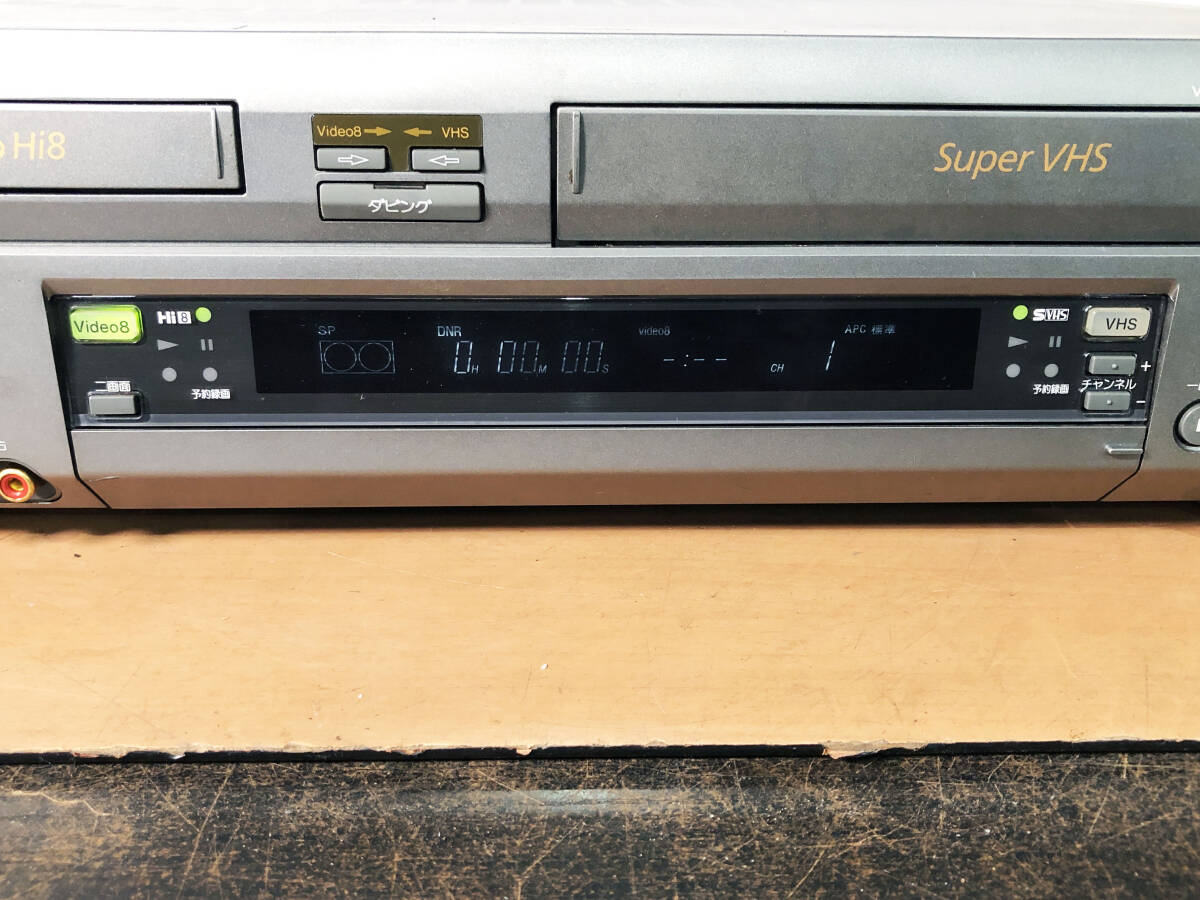 Hi8
Video8 → ← VHS
⇨ ⇦
ダビング
Super VHS
V
Video8
Hi8
SP
DNR
video8
APC 標準
SVHS
VHS
0H 00M 00S
-:--
CH 1
+
二画面
予約録画
予約録画
チャンネル
-